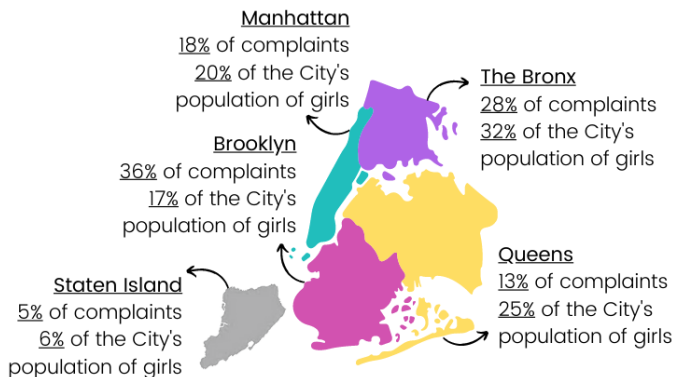 Manhattan
18% of complaints
20% of the City's
population of girls
The Bronx
28% of complaints
32% of the City's
population of girls
Brooklyn
36% of complaints
17% of the City's
population of girls
Queens
13% of complaints
25% of the City's
population of girls
Staten Island
5% of complaints
6% of the City's
population of girls